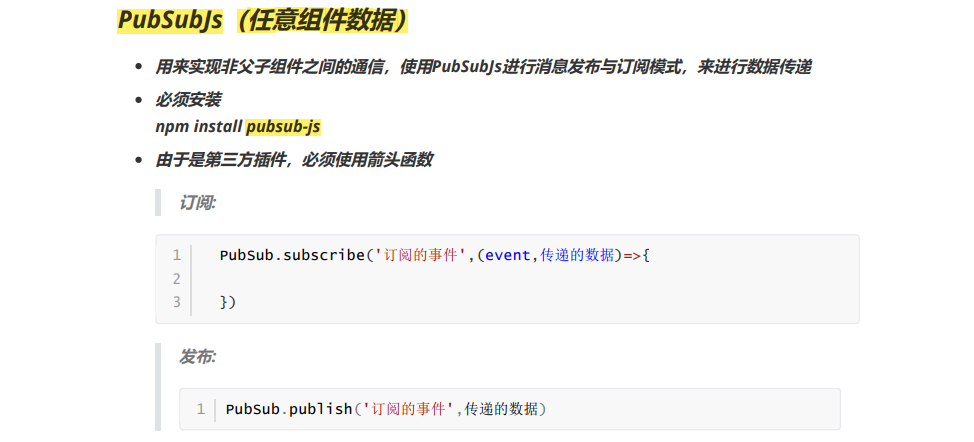 PubSubJs（任意组件数据）
用来实现非父子组件之间的通信，使用PubSubJs进行消息发布与订阅模式，来进行数据传递
必须安装
npm install pubsub-js
由于是第三方插件，必须使用箭头函数
订阅:
1 PubSub.subscribe('订阅的事件',(event,传递的数据)=>{
2
3 })
发布:
1 PubSub.publish('订阅的事件',传递的数据)